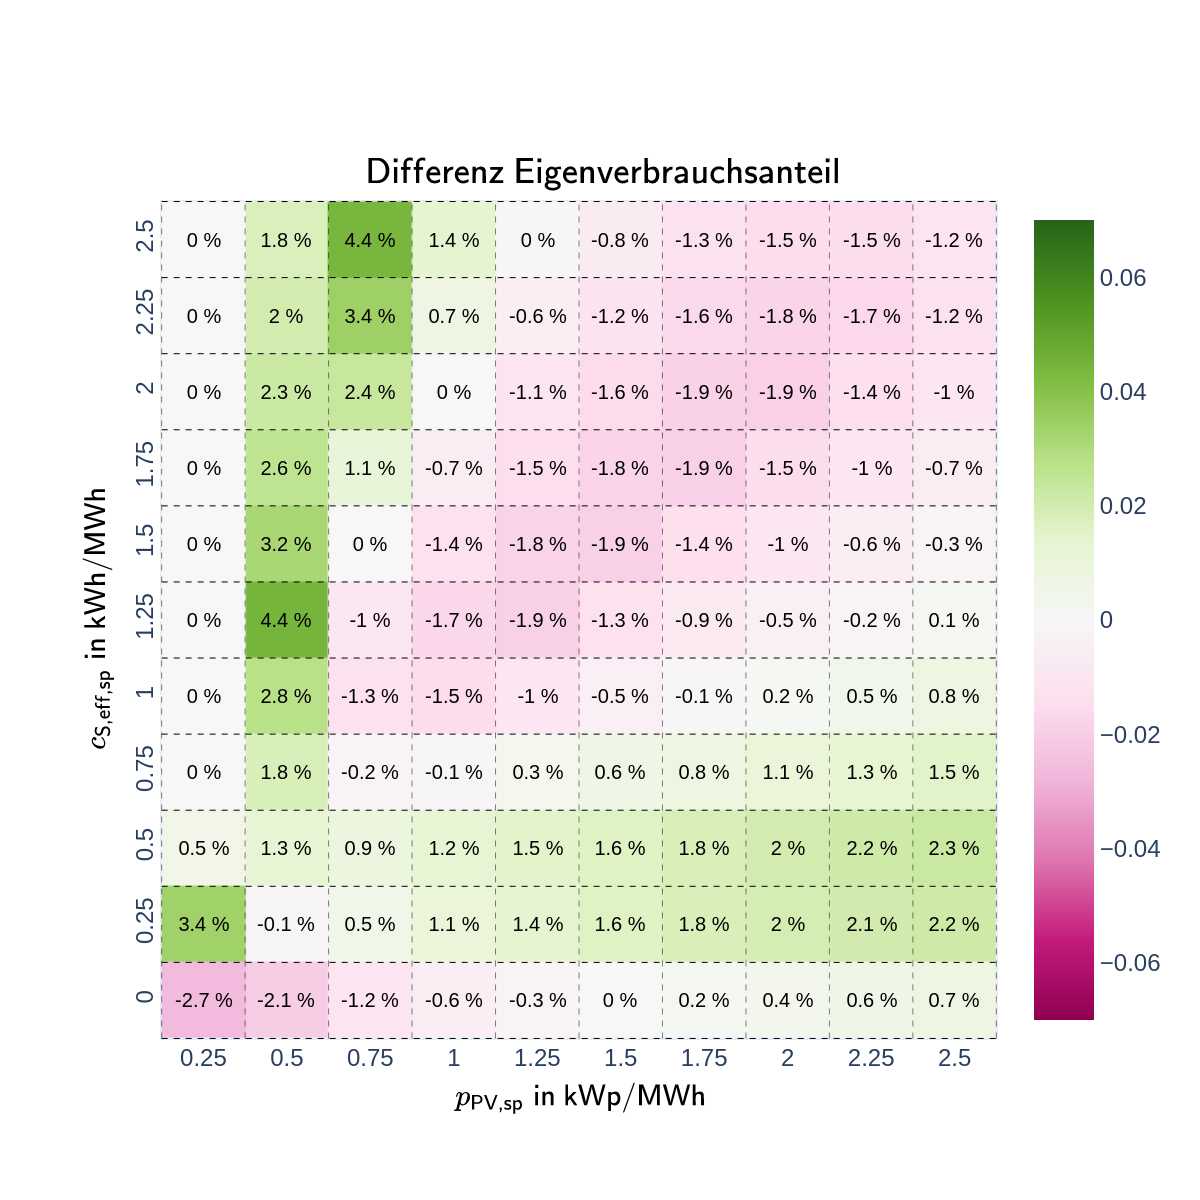 Differenz Eigenverbrauchsanteil
2.5 0 % 1.8 % 4.4 % 1.4 % 0 % -0.8 % -1.3 % -1.5 % -1.5 % -1.2 %
2.25 0 % 2 % 3.4 % 0.7 % -0.6 % -1.2 % -1.6 % -1.8 % -1.7 % -1.2 %
2 0 % 2.3 % 2.4 % 0 % -1.1 % -1.6 % -1.9 % -1.9 % -1.4 % -1 %
1.75 0 % 2.6 % 1.1 % -0.7 % -1.5 % -1.8 % -1.9 % -1.5 % -1 % -0.7 %
1.5 0 % 3.2 % 0 % -1.4 % -1.8 % -1.9 % -1.4 % -1 % -0.6 % -0.3 %
1.25 0 % 4.4 % -1 % -1.7 % -1.9 % -1.3 % -0.9 % -0.5 % -0.2 % 0.1 %
1 0 % 2.8 % -1.3 % -1.5 % -1 % -0.5 % -0.1 % 0.2 % 0.5 % 0.8 %
0.75 0 % 1.8 % -0.2 % -0.1 % 0.3 % 0.6 % 0.8 % 1.1 % 1.3 % 1.5 %
0.5 0.5 % 1.3 % 0.9 % 1.2 % 1.5 % 1.6 % 1.8 % 2 % 2.2 % 2.3 %
0.25 3.4 % -0.1 % 0.5 % 1.1 % 1.4 % 1.6 % 1.8 % 2 % 2.1 % 2.2 %
0 -2.7 % -2.1 % -1.2 % -0.6 % -0.3 % 0 % 0.2 % 0.4 % 0.6 % 0.7 %
0.25 0.5 0.75 1 1.25 1.5 1.75 2 2.25 2.5
p_PV,sp in kWp/MWh
c_S,eff,sp in kWh/MWh
0.06
0.04
0.02
0
−0.02
−0.04
−0.06